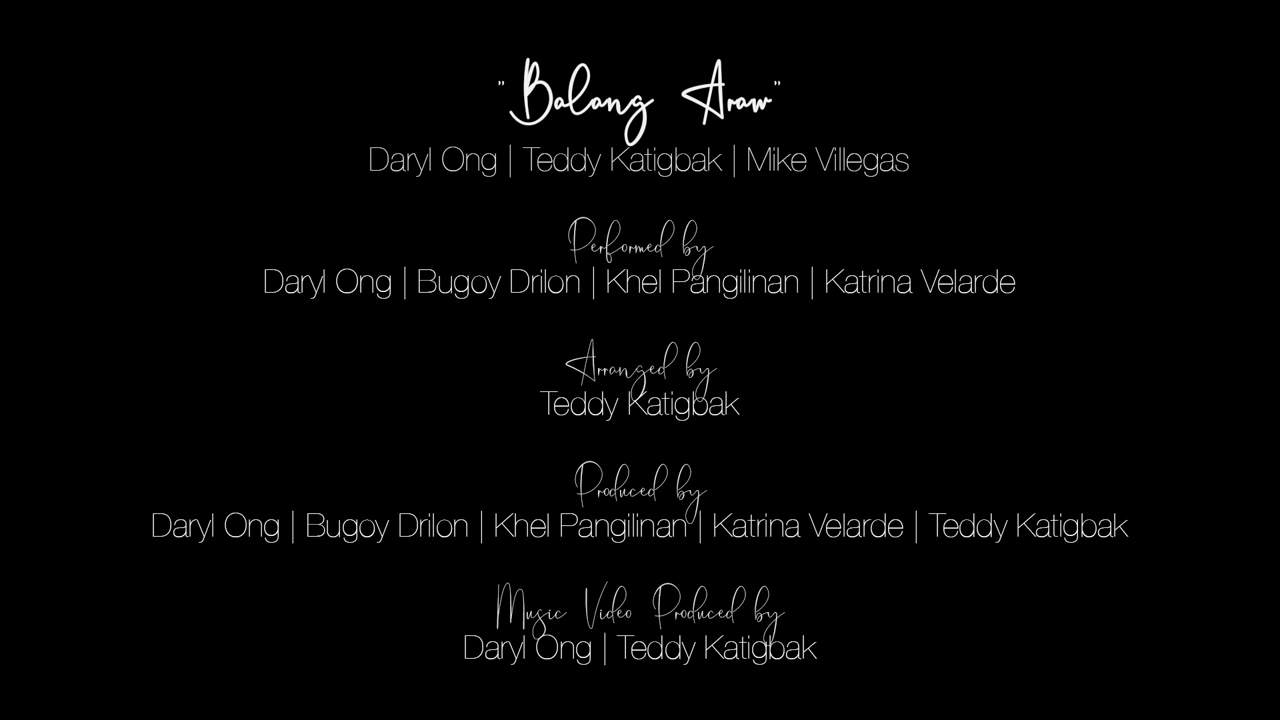 "Balang Araw"
Daryl Ong | Teddy Katigbak | Mike Villegas
Performed by
Daryl Ong | Bugoy Drilon | Khel Pangilinan | Katrina Velarde
Arranged by
Teddy Katigbak
Produced by
Daryl Ong | Bugoy Drilon | Khel Pangilinan | Katrina Velarde | Teddy Katigbak
Music Video Produced by
Daryl Ong | Teddy Katigbak